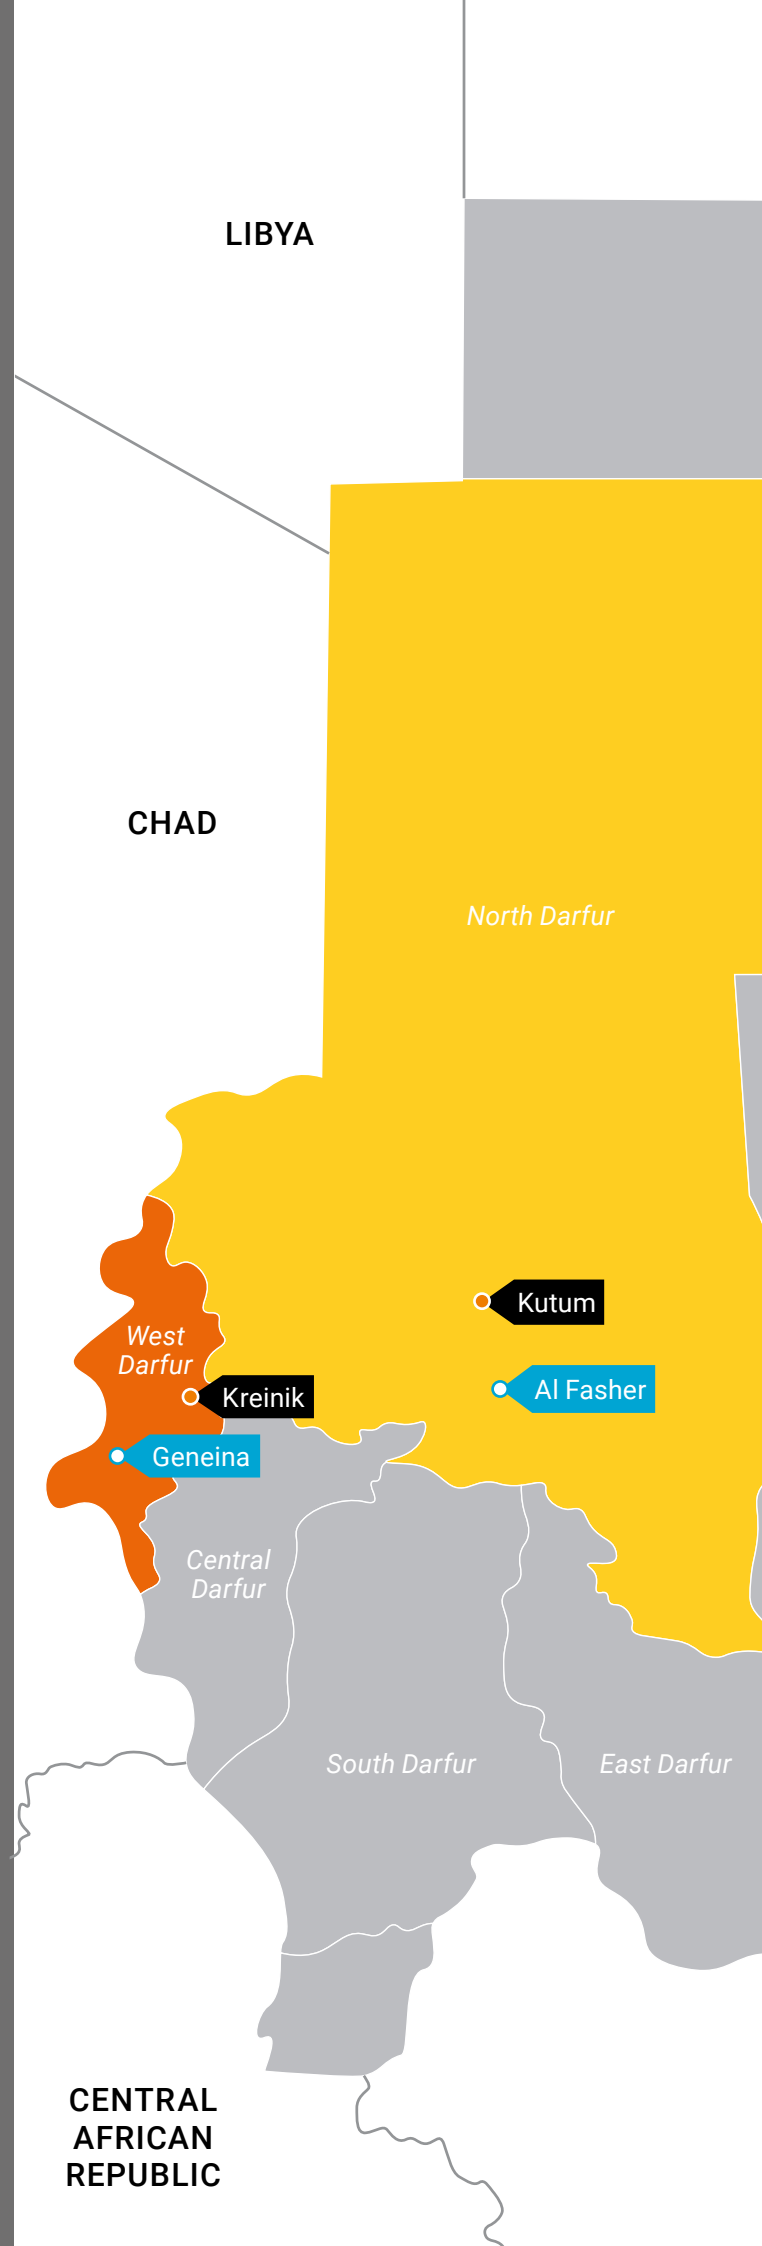 LIBYA
CHAD
North Darfur
Kutum
West
Darfur
Al Fasher
Kreinik
Geneina
Central
Darfur
South Darfur
East Darfur
CENTRAL
AFRICAN
REPUBLIC